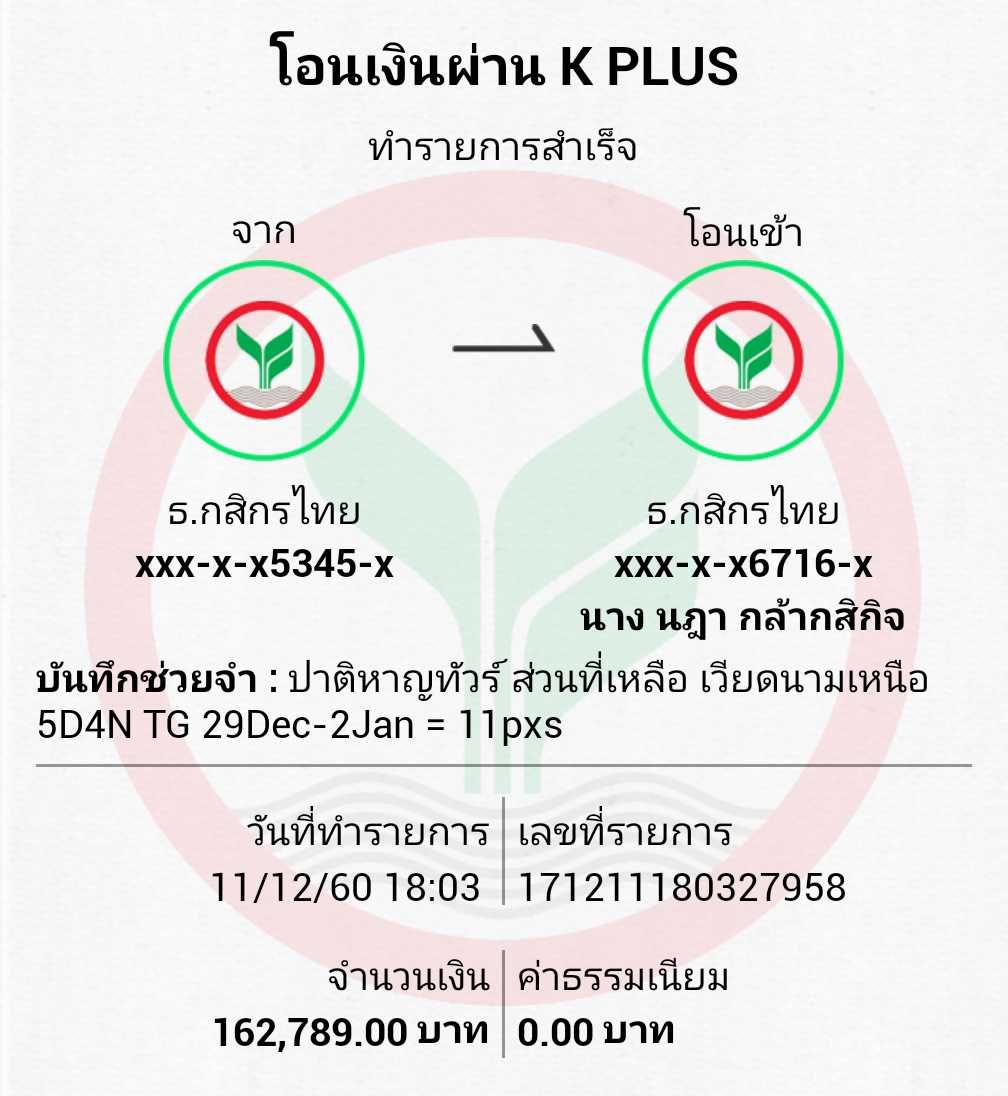 โอนเงินผ่าน K PLUS
ทำรายการสำเร็จ
จาก
โอนเข้า
ธ.กสิกรไทย
xxx-x-x5345-x
ธ.กสิกรไทย
xxx-x-x6716-x
นาง นฎา กล้ากสิกิจ
บันทึกช่วยจำ : ปาติหาญทัวร์ ส่วนที่เหลือ เวียดนามเหนือ
5D4N TG 29Dec-2Jan = 11pxs
วันที่ทำรายการ
11/12/60 18:03
เลขที่รายการ
171211180327958
จำนวนเงิน
162,789.00 บาท
ค่าธรรมเนียม
0.00 บาท